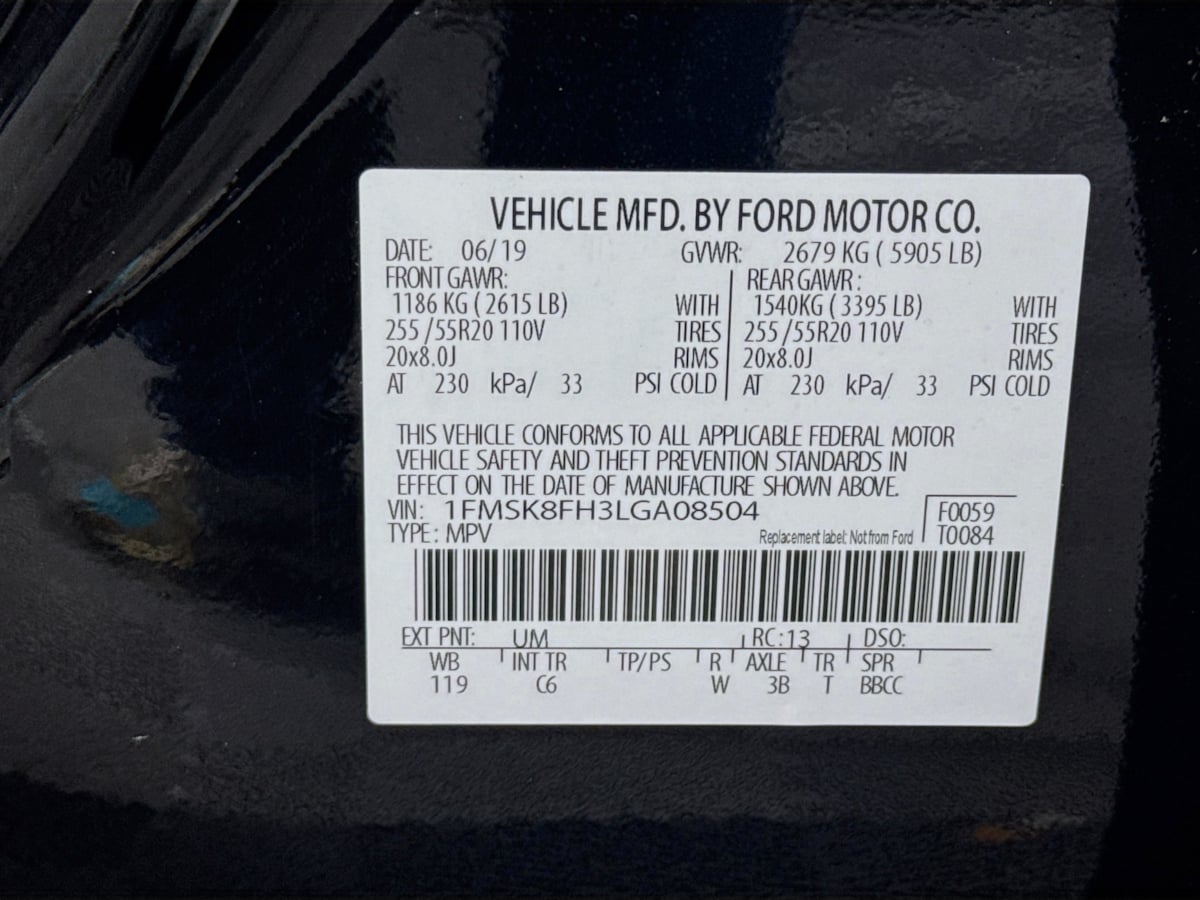 VEHICLE MFD. BY FORD MOTOR CO.
DATE: 06/19 GVWR: 2679 KG ( 5905 LB)
FRONT GAWR: REAR GAWR :
1186 KG ( 2615 LB) WITH 1540KG ( 3395 LB) WITH
255 /55R20 110V TIRES 255 /55R20 110V TIRES
20x8.0J RIMS 20x8.0J RIMS
AT 230 kPa/ 33 PSI COLD AT 230 kPa/ 33 PSI COLD
THIS VEHICLE CONFORMS TO ALL APPLICABLE FEDERAL MOTOR
VEHICLE SAFETY AND THEFT PREVENTION STANDARDS IN
EFFECT ON THE DATE OF MANUFACTURE SHOWN ABOVE.
VIN: 1FMSK8FH3LGA08504 F0059
TYPE: MPV Replacement label: Not from Ford T0084
EXT PNT: UM RC:13 DSO:
WB INT TR TP/PS R AXLE TR SPR
119 C6 W 3B T BBCC